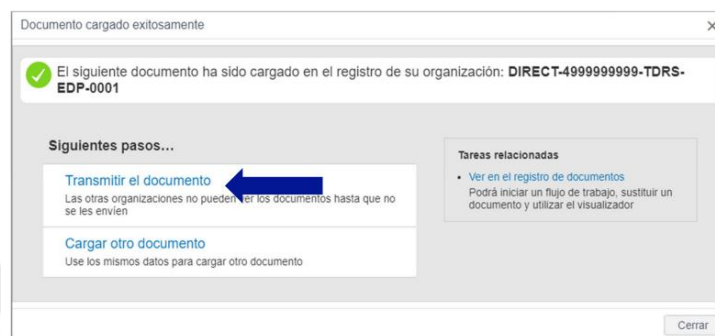 Documento cargado exitosamente
El siguiente documento ha sido cargado en el registro de su organización: DIRECT-4999999999-TDRS-
EDP-0001
Siguientes pasos...
Transmitir el documento
Las otras organizaciones no pueden ver los documentos hasta que no
se les envíen
Cargar otro documento
Use los mismos datos para cargar otro documento
Tareas relacionadas
• Ver en el registro de documentos
Podrá iniciar un flujo de trabajo, sustituir un
documento y utilizar el visualizador
Cerrar